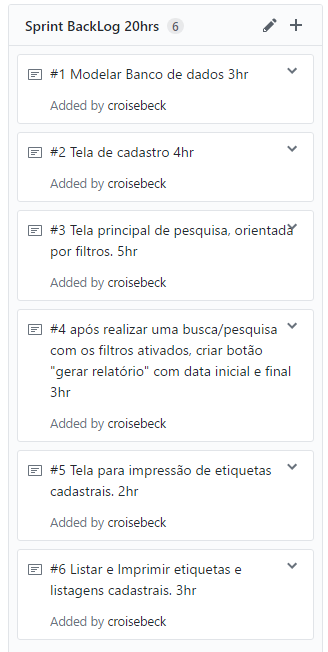 Sprint BackLog 20hrs 6
#1 Modelar Banco de dados 3hr
Added by croisebeck
#2 Tela de cadastro 4hr
Added by croisebeck
#3 Tela principal de pesquisa, orientada
por filtros. 5hr
Added by croisebeck
#4 após realizar uma busca/pesquisa
com os filtros ativados, criar botão
"gerar relatório" com data inicial e final
3hr
Added by croisebeck
#5 Tela para impressão de etiquetas
cadastrais. 2hr
Added by croisebeck
#6 Listar e Imprimir etiquetas e
listagens cadastrais. 3hr
Added by croisebeck